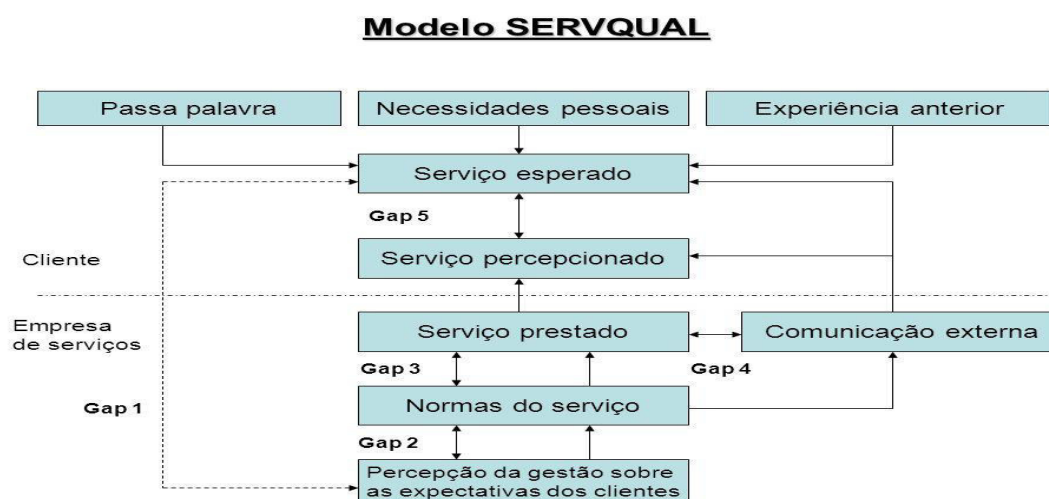 Modelo SERVQUAL
Passa palavra
Necessidades pessoais
Experiência anterior
Serviço esperado
Gap 5
Cliente
Serviço percepcionado
Empresa
de serviços
Serviço prestado
Comunicação externa
Gap 3
Gap 4
Gap 1
Normas do serviço
Gap 2
Percepção da gestão sobre
as expectativas dos clientes